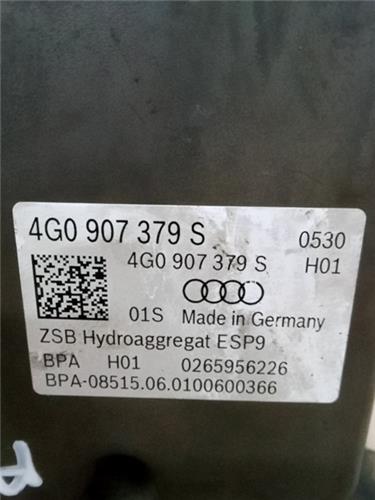 4G0 907 379 S 0530
4G0 907 379 S H01
01S Made in Germany
ZSB Hydroaggregat ESP9
BPA H01 0265956226
BPA-08515.06.0100600366